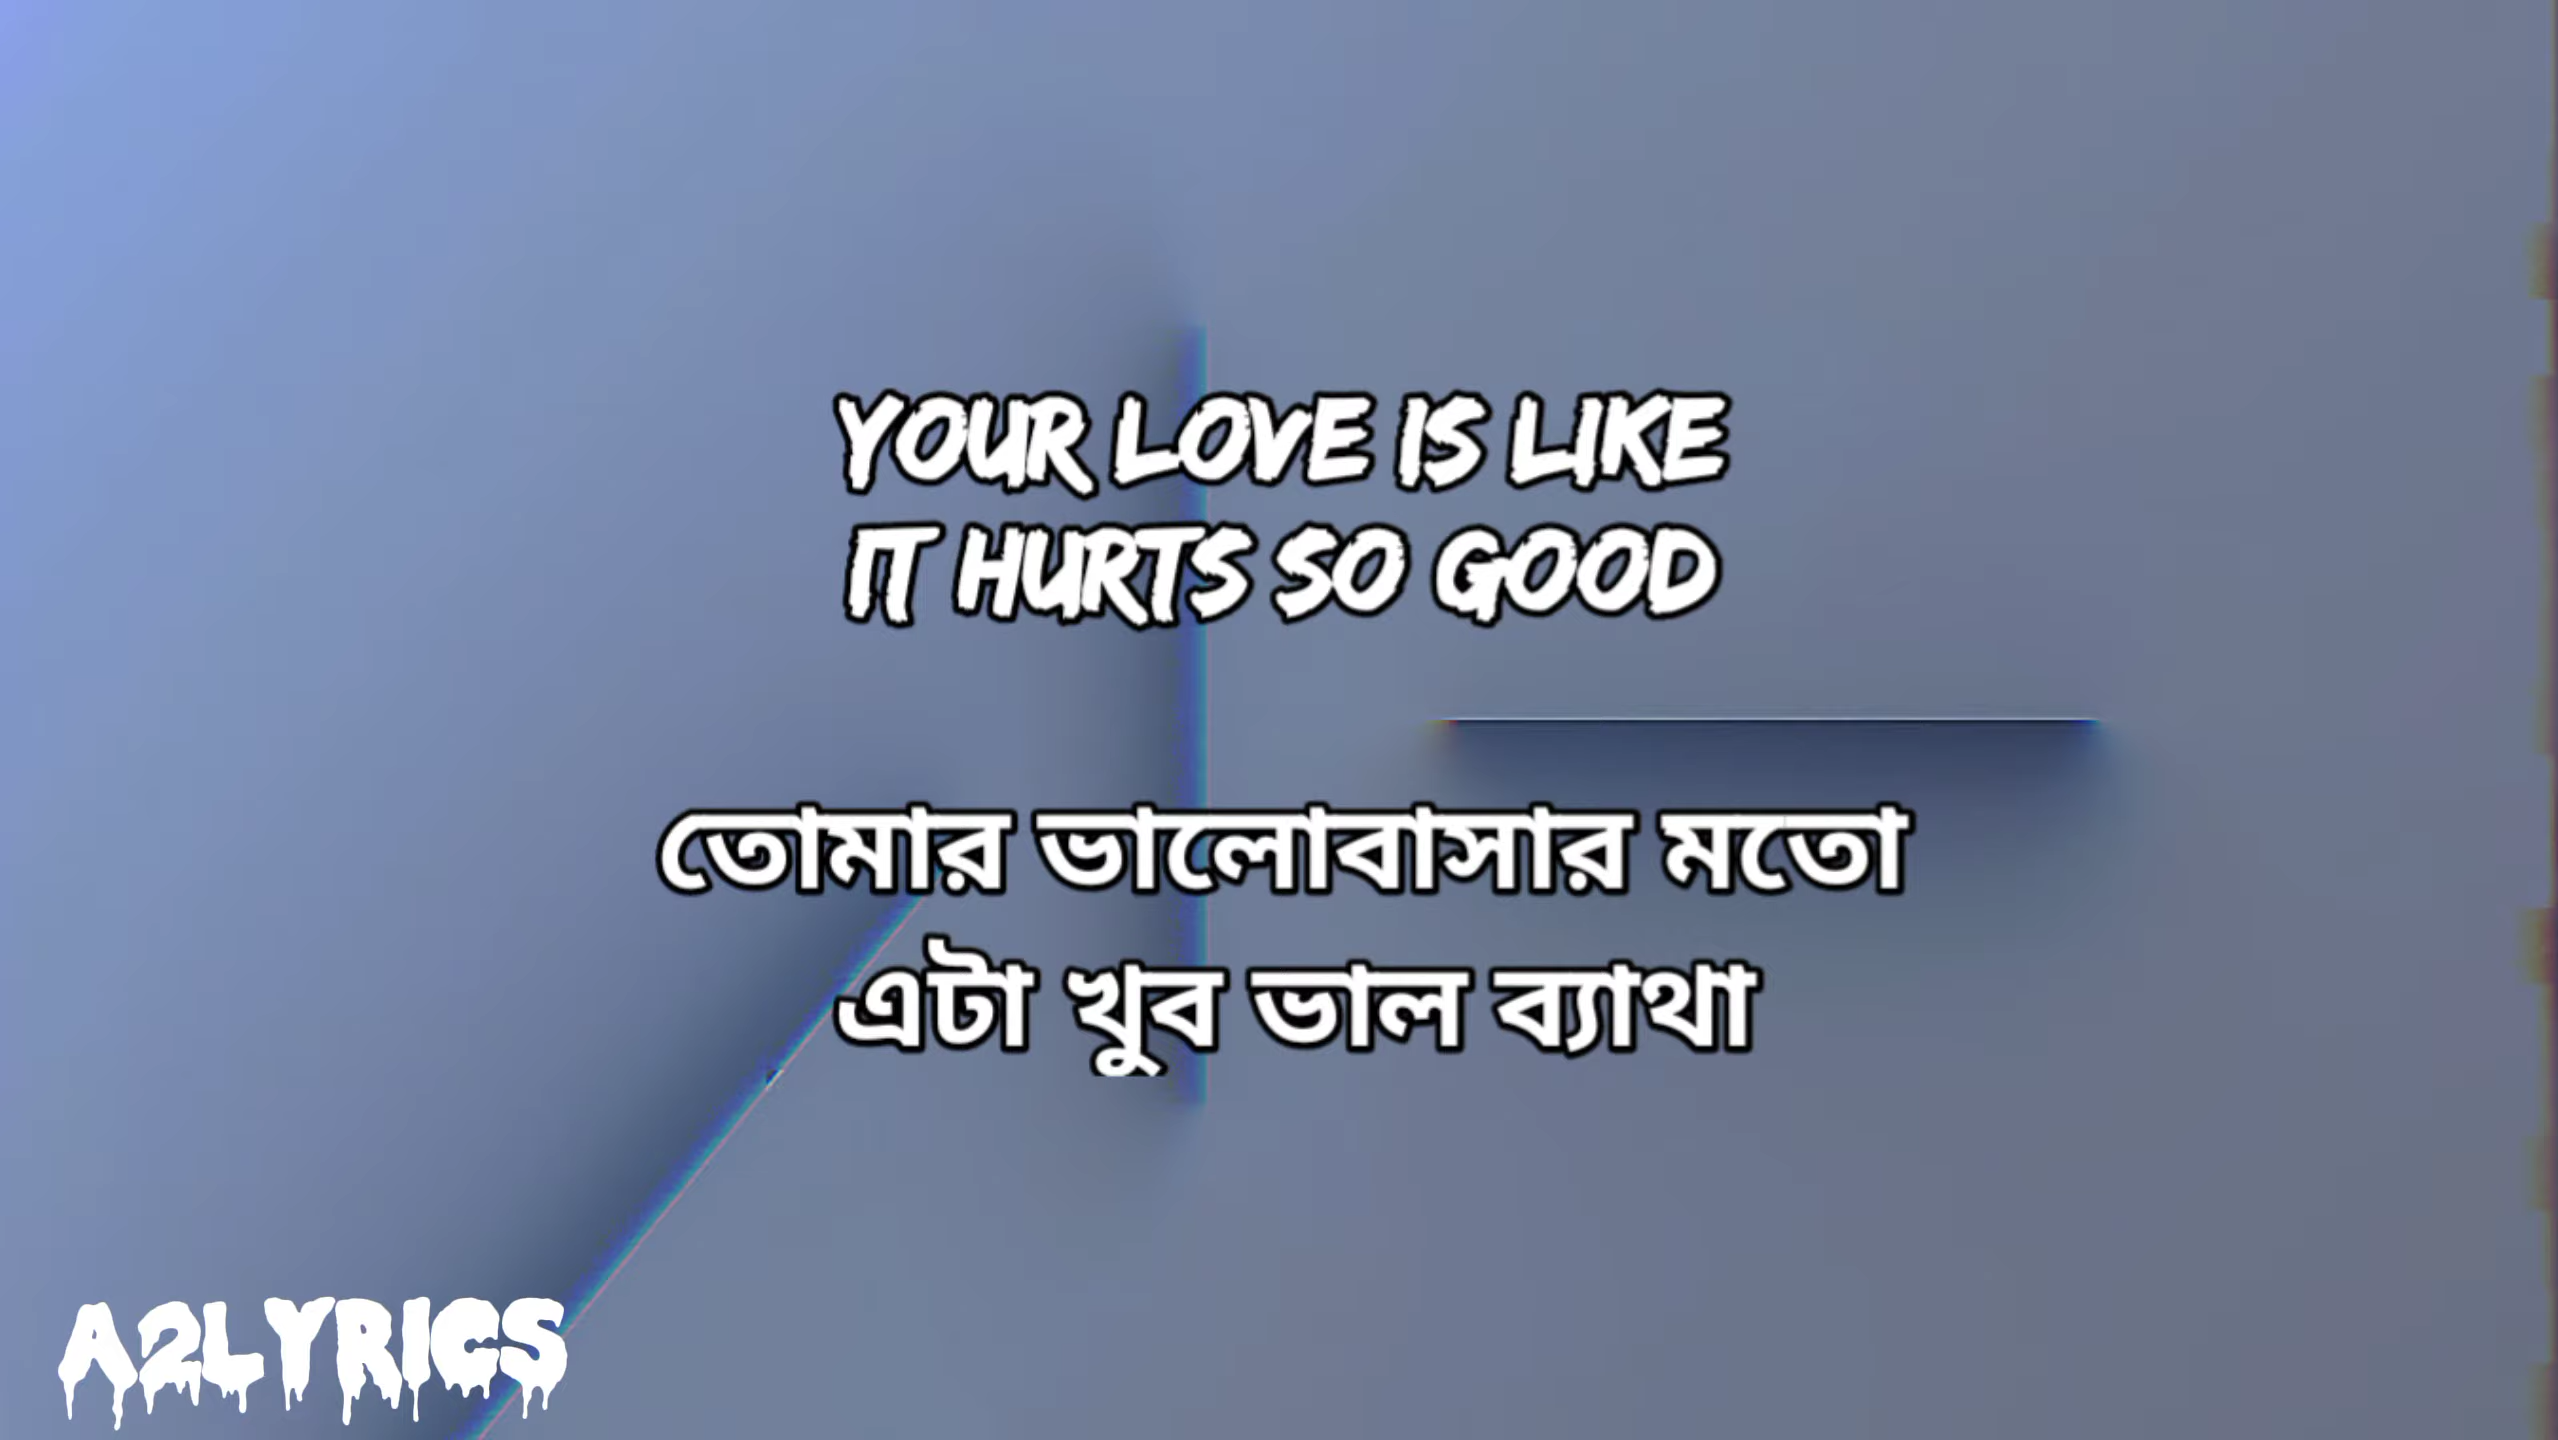 YOUR LOVE IS LIKE
IT HURTS SO GOOD
তোমার ভালোবাসার মতো
এটা খুব ভাল ব্যাথা
A2LYRICS